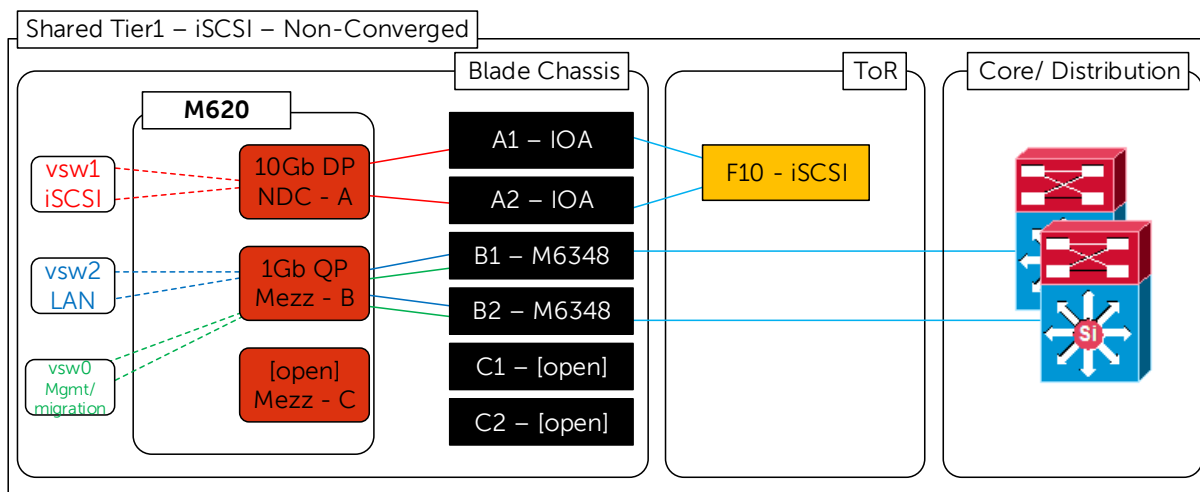 Shared Tier1 – iSCSI – Non-Converged
Blade Chassis
ToR
Core/ Distribution
M620
vsw1
iSCSI
10Gb DP
NDC - A
A1 – IOA
F10 - iSCSI
A2 – IOA
vsw2
LAN
1Gb QP
Mezz - B
B1 – M6348
B2 – M6348
vsw0
Mgmt/
migration
[open]
Mezz - C
C1 – [open]
C2 – [open]
Si